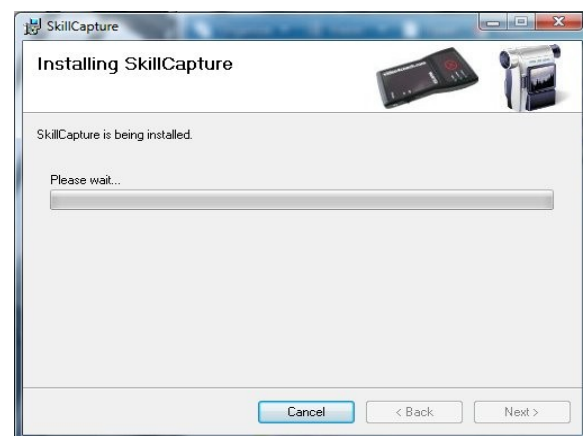 SkillCapture
Installing SkillCapture
SkillCapture is being installed.
Please wait...
Cancel
< Back
Next >